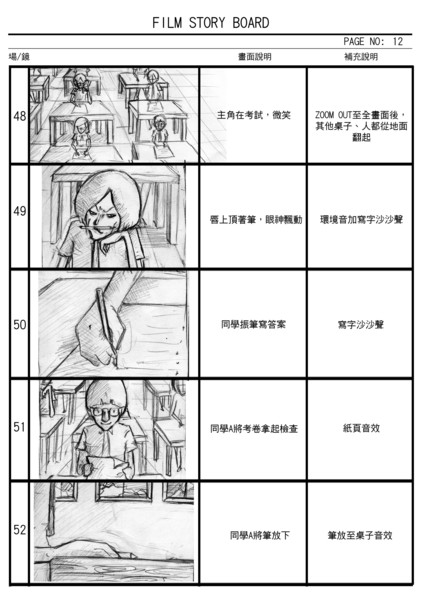 FILM STORY BOARD
PAGE NO: 12
場/鏡 畫面說明 補充說明
48 主角在考試，微笑 ZOOM OUT至全畫面後，
其他桌子、人都從地面
翻起
49 唇上頂著筆，眼神飄動 環境音加寫字沙沙聲
50 同學振筆寫答案 寫字沙沙聲
51 同學A將考卷拿起檢查 紙頁音效
52 同學A將筆放下 筆放至桌子音效